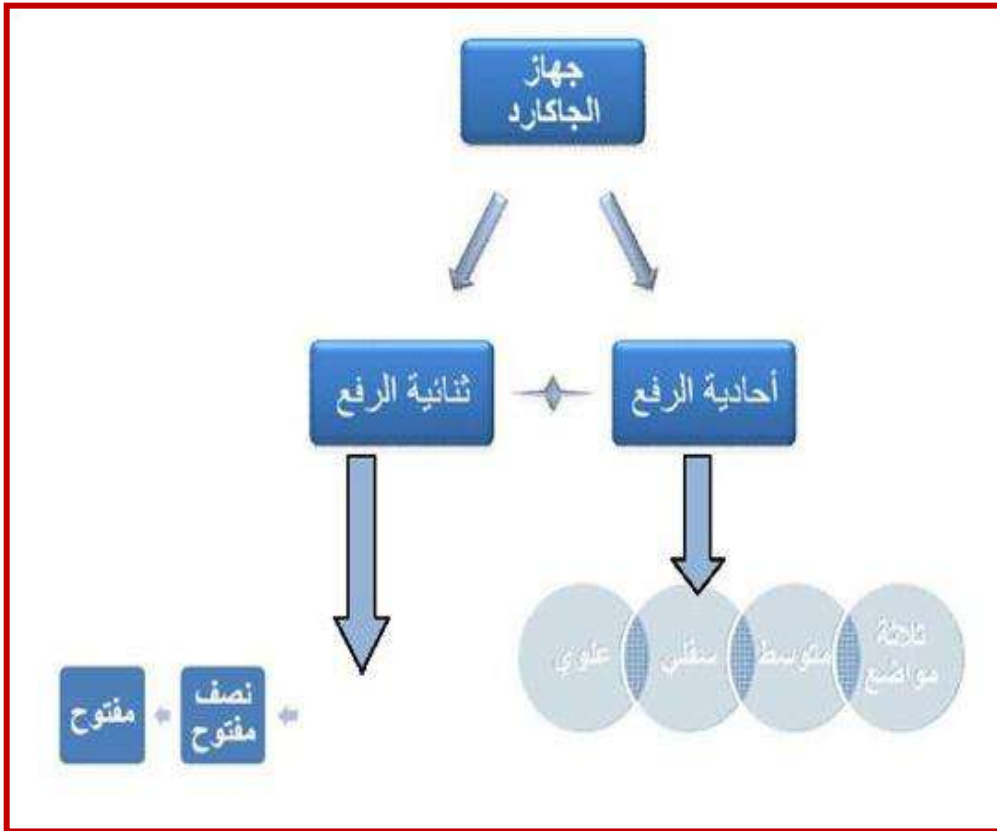 جهاز
الجاكارد
أحادية الرفع
ثنائية الرفع
ثلاثة
مواضع
متوسط
سفلي
علوي
نصف
مفتوح
مفتوح